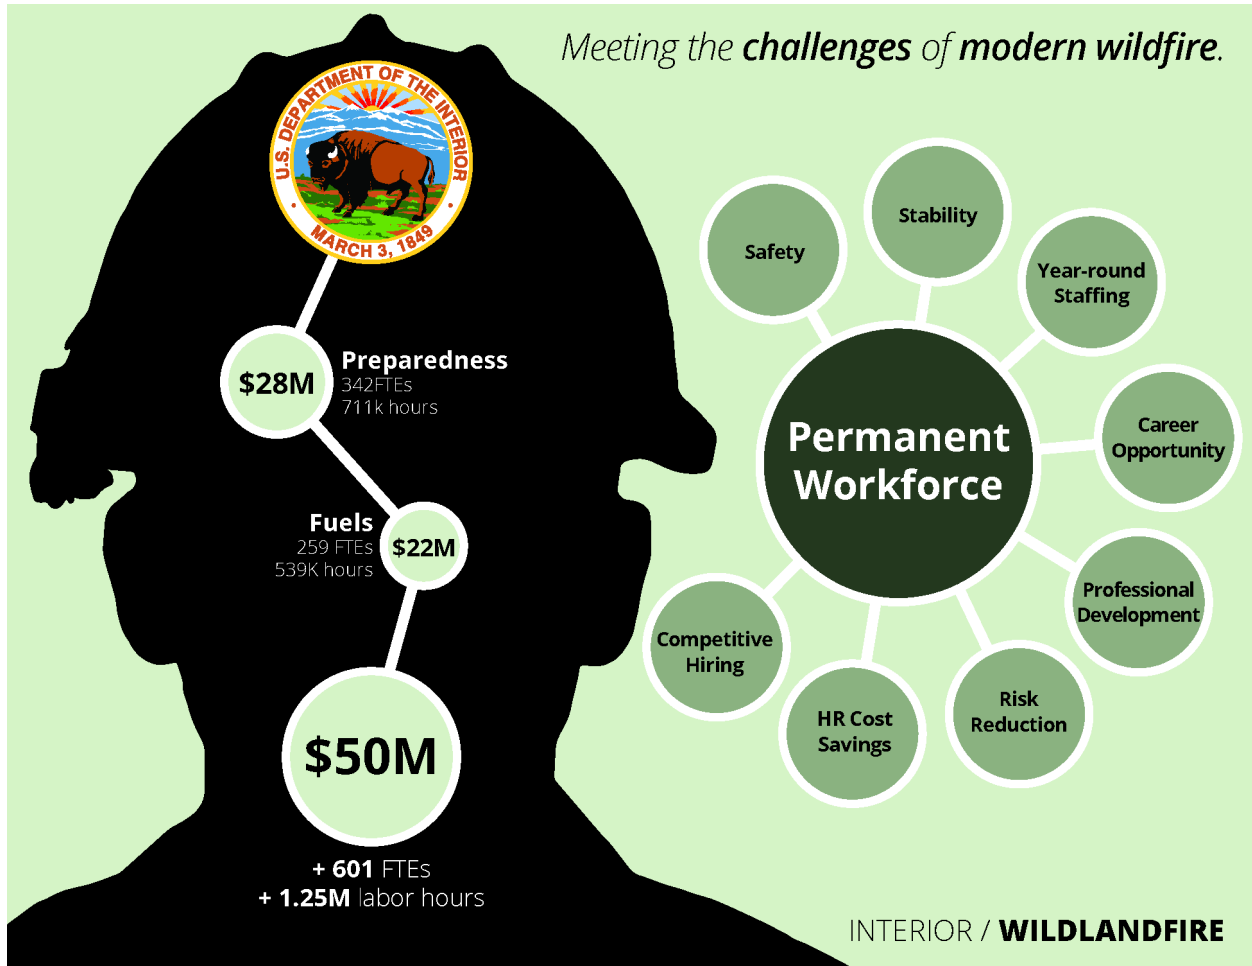 Meeting the challenges of modern wildfire.
U.S. DEPARTMENT OF THE INTERIOR
MARCH 3, 1849
$28M
Preparedness
342FTEs
711k hours
Fuels
259 FTEs
539K hours
$22M
$50M
+ 601 FTEs
+ 1.25M labor hours
Permanent
Workforce
Safety
Stability
Year-round
Staffing
Career
Opportunity
Professional
Development
Risk
Reduction
HR Cost
Savings
Competitive
Hiring
INTERIOR / WILDLANDFIRE